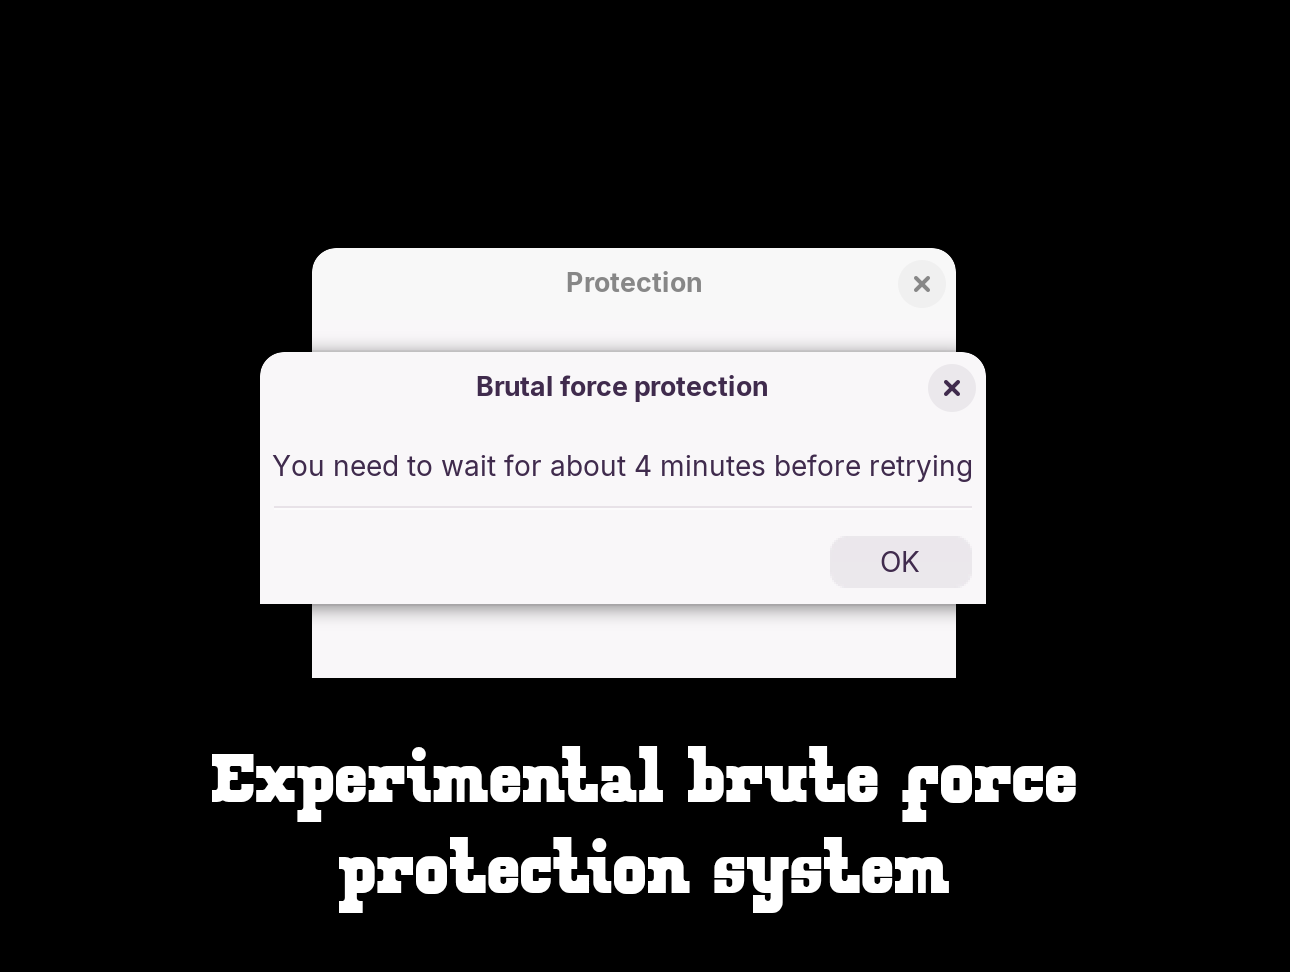 Protection
Brutal force protection
You need to wait for about 4 minutes before retrying
OK
Experimental brute force
protection system